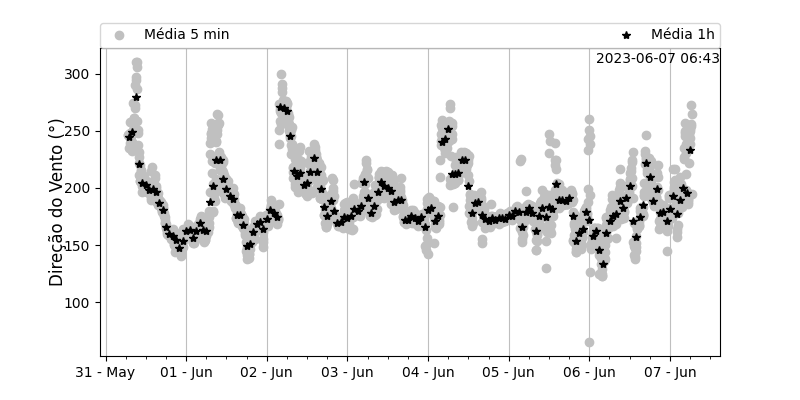 Média 5 min
Média 1h
2023-06-07 06:43
Direção do Vento (°)
300
250
200
150
100
31 - May
01 - Jun
02 - Jun
03 - Jun
04 - Jun
05 - Jun
06 - Jun
07 - Jun